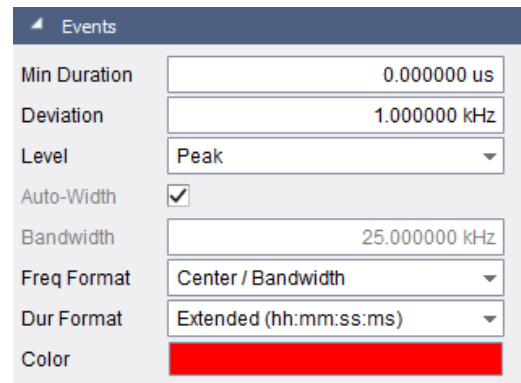 Events
Min Duration 0.000000 us
Deviation 1.000000 kHz
Level Peak
Auto-Width
Bandwidth 25.000000 kHz
Freq Format Center / Bandwidth
Dur Format Extended (hh:mm:ss:ms)
Color